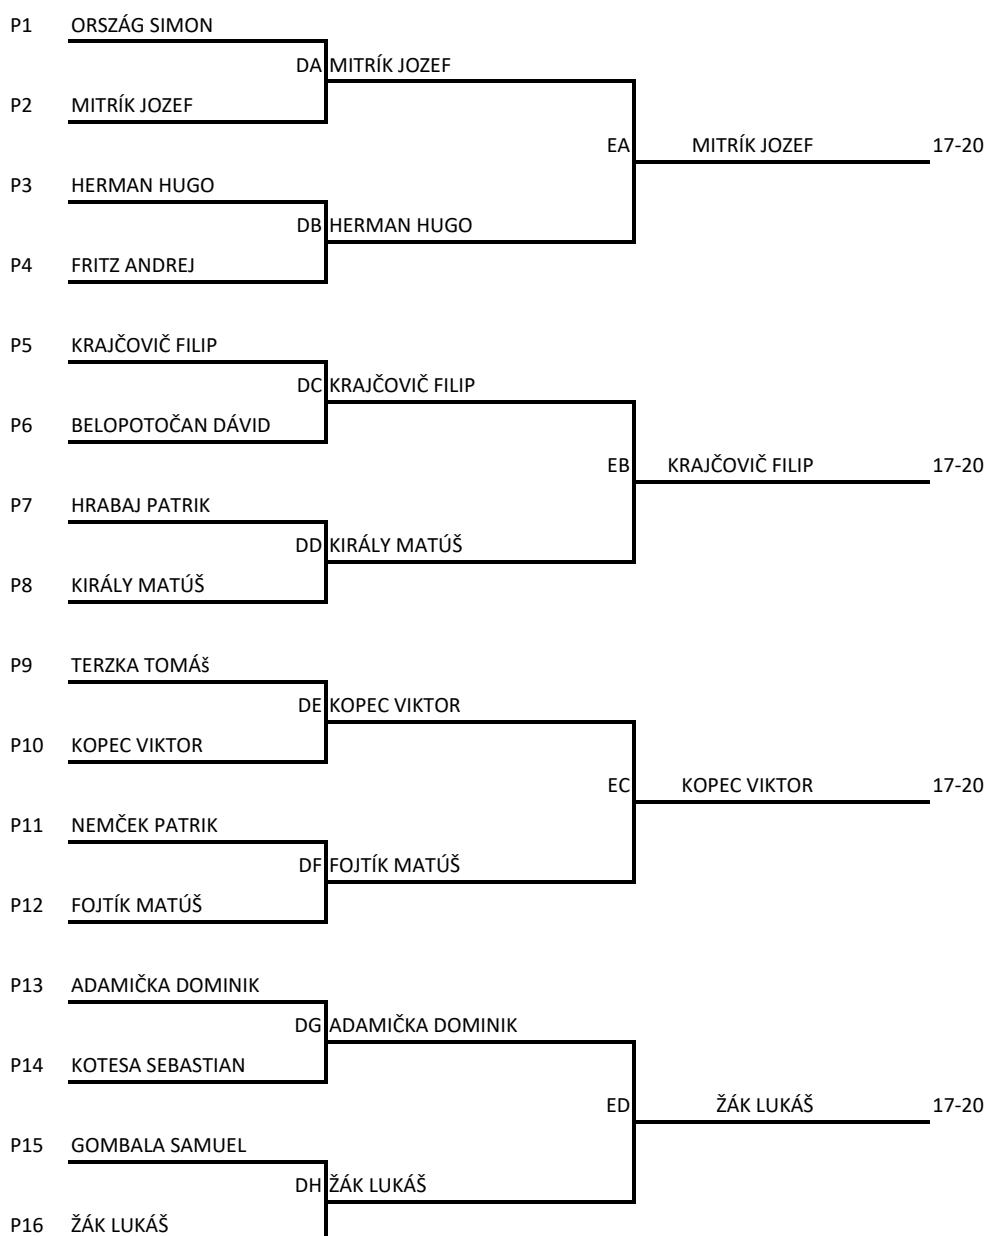 P1 ORSZÁG SIMON
DA MITRÍK JOZEF
P2 MITRÍK JOZEF
EA MITRÍK JOZEF 17-20
P3 HERMAN HUGO
DB HERMAN HUGO
P4 FRITZ ANDREJ
P5 KRAJČOVIČ FILIP
DC KRAJČOVIČ FILIP
P6 BELOPOTOČAN DÁVID
EB KRAJČOVIČ FILIP 17-20
P7 HRABAJ PATRIK
DD KIRÁLY MATÚŠ
P8 KIRÁLY MATÚŠ
P9 TERZKA TOMÁš
DE KOPEC VIKTOR
P10 KOPEC VIKTOR
EC KOPEC VIKTOR 17-20
P11 NEMČEK PATRIK
DF FOJTÍK MATÚŠ
P12 FOJTÍK MATÚŠ
P13 ADAMIČKA DOMINIK
DG ADAMIČKA DOMINIK
P14 KOTESA SEBASTIAN
ED ŽÁK LUKÁŠ 17-20
P15 GOMBALA SAMUEL
DH ŽÁK LUKÁŠ
P16 ŽÁK LUKÁŠ